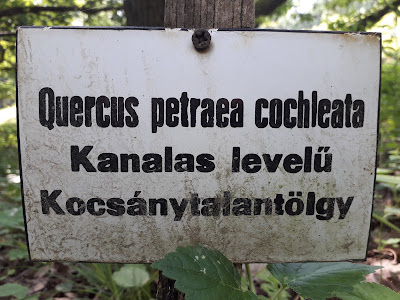 Quercus petraea cochleata
Kanalas levelű
Kocsánytalantölgy